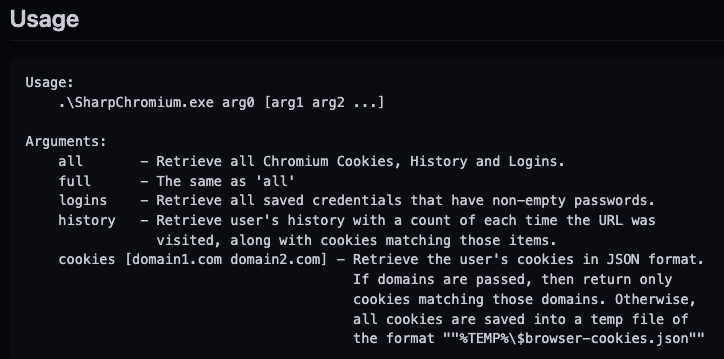 Usage
Usage:
.\SharpChromium.exe arg0 [arg1 arg2 ...]
Arguments:
all - Retrieve all Chromium Cookies, History and Logins.
full - The same as 'all'
logins - Retrieve all saved credentials that have non-empty passwords.
history - Retrieve user's history with a count of each time the URL was
visited, along with cookies matching those items.
cookies [domain1.com domain2.com] - Retrieve the user's cookies in JSON format.
If domains are passed, then return only
cookies matching those domains. Otherwise,
all cookies are saved into a temp file of
the format ""%TEMP%\$browser-cookies.json""